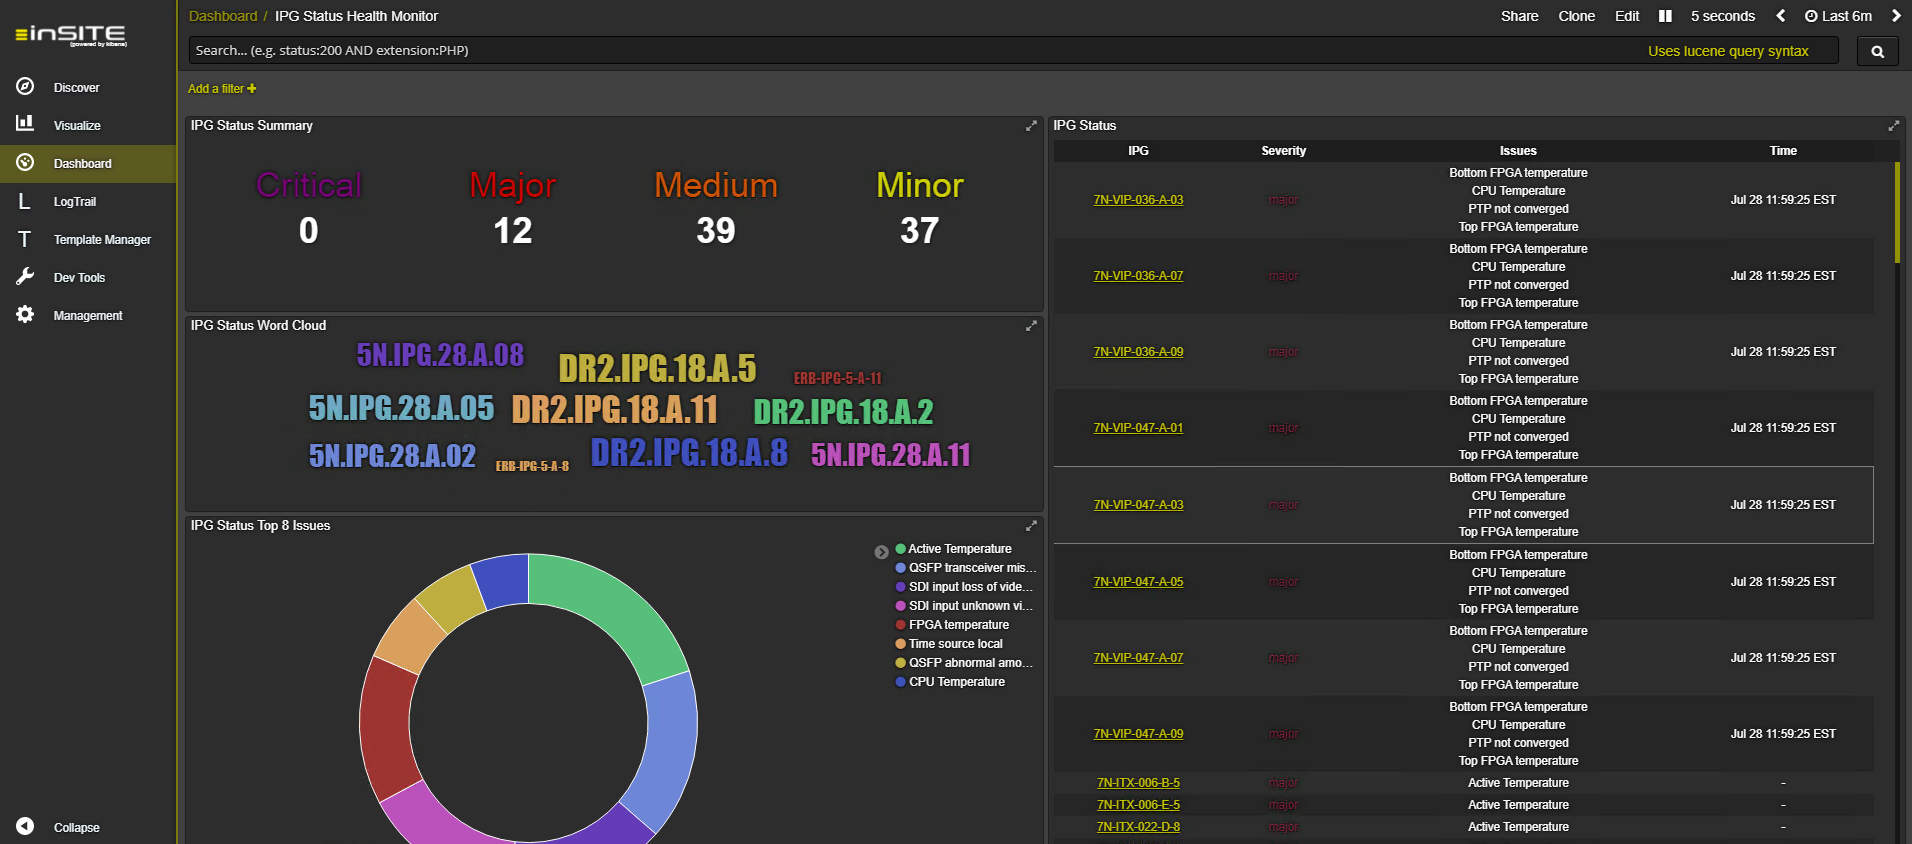 inSITE
(powered by kibana)
Discover
Visualize
Dashboard
L LogTrail
T Template Manager
Dev Tools
Management
Collapse
Dashboard / IPG Status Health Monitor
Share Clone Edit 5 seconds Last 6m
Search... (e.g. status:200 AND extension:PHP) Uses lucene query syntax
Add a filter +
IPG Status Summary
Critical Major Medium Minor
0 12 39 37
IPG Status Word Cloud
5N.IPG.28.A.08
DR2.IPG.18.A.5
ERB-IPG-5-A-11
5N.IPG.28.A.05 DR2.IPG.18.A.11 DR2.IPG.18.A.2
5N.IPG.28.A.02 ERB-IPG-5-A-8 DR2.IPG.18.A.8 5N.IPG.28.A.11
IPG Status Top 8 Issues
Active Temperature
QSFP transceiver mis...
SDI input loss of vide...
SDI input unknown vi...
FPGA temperature
Time source local
QSFP abnormal amo...
CPU Temperature
IPG Status
IPG Severity Issues Time
Bottom FPGA temperature
CPU Temperature
7N-VIP-036-A-03 major Jul 28 11:59:25 EST
PTP not converged
Top FPGA temperature
Bottom FPGA temperature
CPU Temperature
7N-VIP-036-A-07 major Jul 28 11:59:25 EST
PTP not converged
Top FPGA temperature
Bottom FPGA temperature
CPU Temperature
7N-VIP-036-A-09 major Jul 28 11:59:25 EST
PTP not converged
Top FPGA temperature
Bottom FPGA temperature
CPU Temperature
7N-VIP-047-A-01 major Jul 28 11:59:25 EST
PTP not converged
Top FPGA temperature
Bottom FPGA temperature
CPU Temperature
7N-VIP-047-A-03 major Jul 28 11:59:25 EST
PTP not converged
Top FPGA temperature
Bottom FPGA temperature
CPU Temperature
7N-VIP-047-A-05 major Jul 28 11:59:25 EST
PTP not converged
Top FPGA temperature
Bottom FPGA temperature
CPU Temperature
7N-VIP-047-A-07 major Jul 28 11:59:25 EST
PTP not converged
Top FPGA temperature
Bottom FPGA temperature
CPU Temperature
7N-VIP-047-A-09 major Jul 28 11:59:25 EST
PTP not converged
Top FPGA temperature
7N-ITX-006-B-5 major Active Temperature -
7N-ITX-006-E-5 major Active Temperature -
7N-ITX-022-D-8 major Active Temperature -